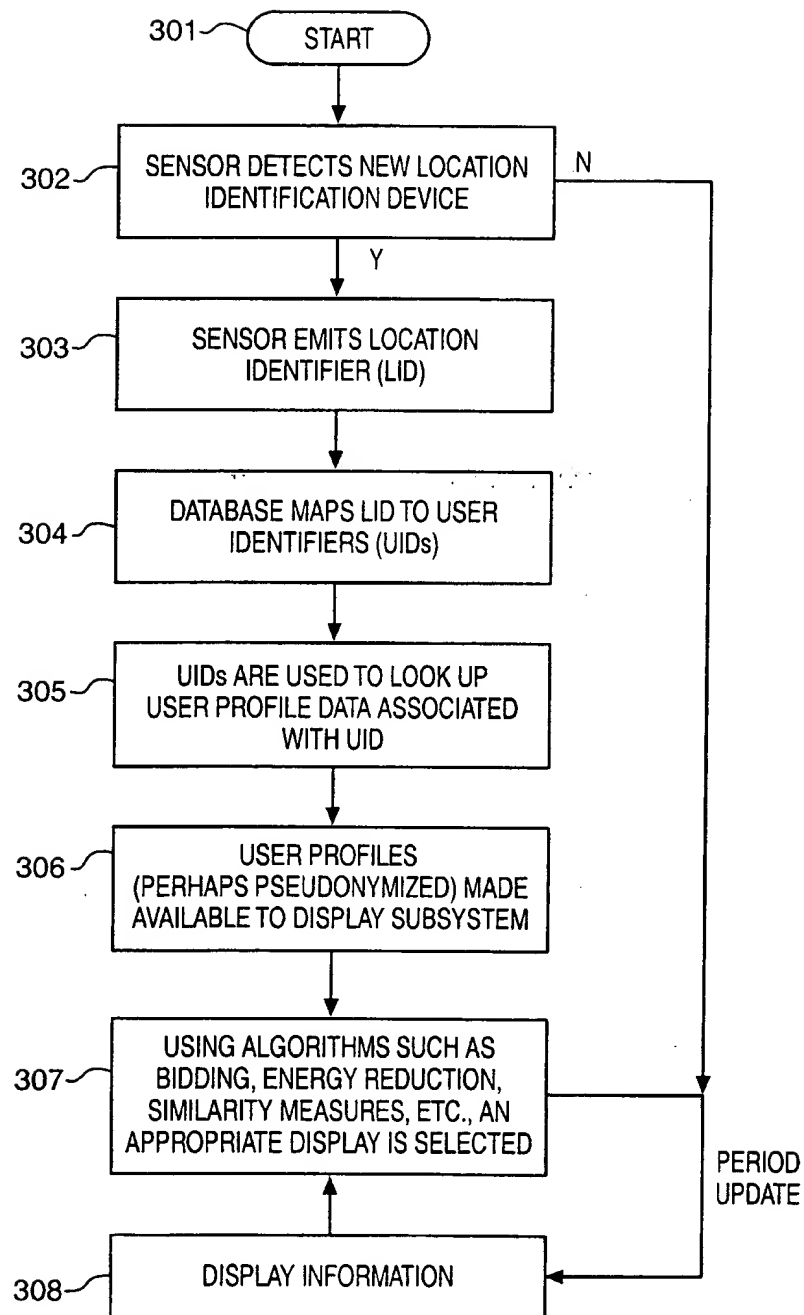 301
START
302
SENSOR DETECTS NEW LOCATION
IDENTIFICATION DEVICE
N
Y
303
SENSOR EMITS LOCATION
IDENTIFIER (LID)
304
DATABASE MAPS LID TO USER
IDENTIFIERS (UIDs)
305
UIDs ARE USED TO LOOK UP
USER PROFILE DATA ASSOCIATED
WITH UID
306
USER PROFILES
(PERHAPS PSEUDONYMIZED) MADE
AVAILABLE TO DISPLAY SUBSYSTEM
307
USING ALGORITHMS SUCH AS
BIDDING, ENERGY REDUCTION,
SIMILARITY MEASURES, ETC., AN
APPROPRIATE DISPLAY IS SELECTED
PERIOD
UPDATE
308
DISPLAY INFORMATION